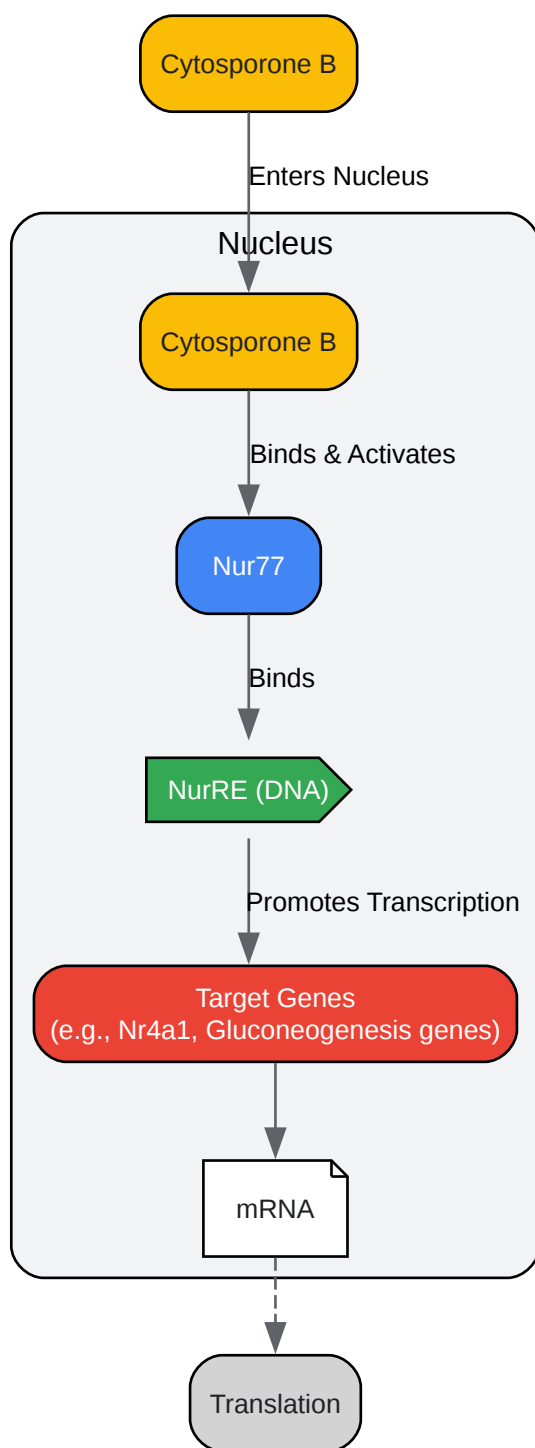 Cytosporone B
Enters Nucleus
Nucleus
Cytosporone B
Binds & Activates
Nur77
Binds
NurRE (DNA)
Promotes Transcription
Target Genes
(e.g., Nr4a1, Gluconeogenesis genes)
mRNA
Translation